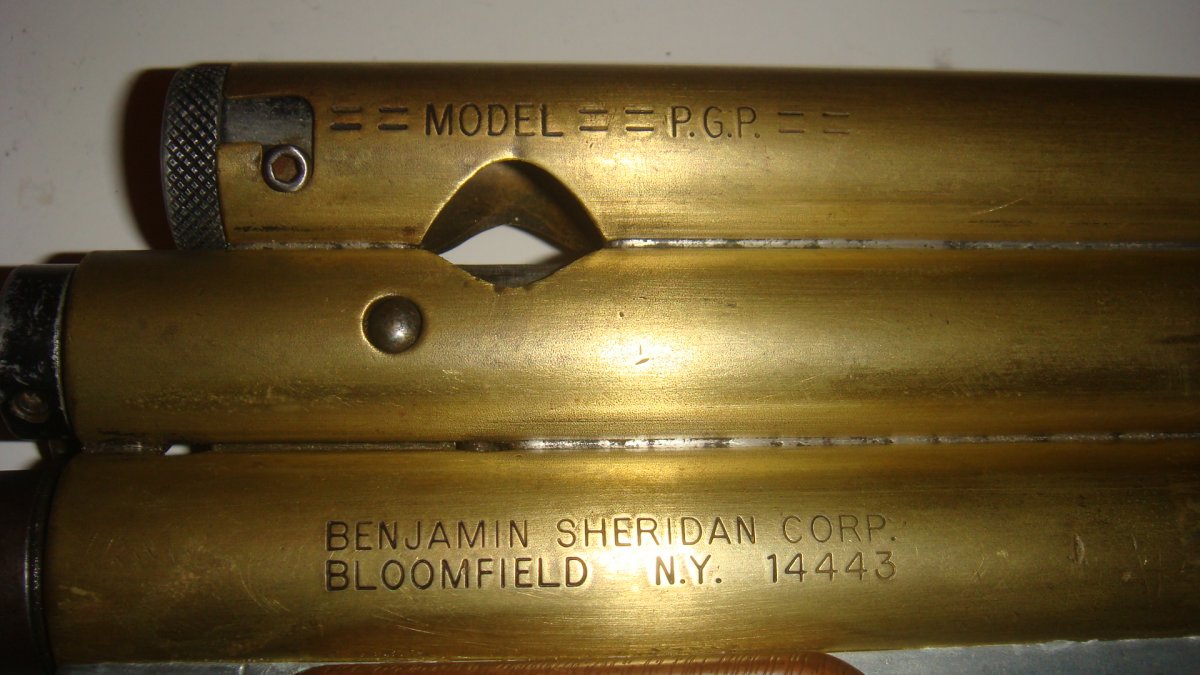 == MODEL == P.G.P. ==
BENJAMIN SHERIDAN CORP.
BLOOMFIELD N.Y. 14443